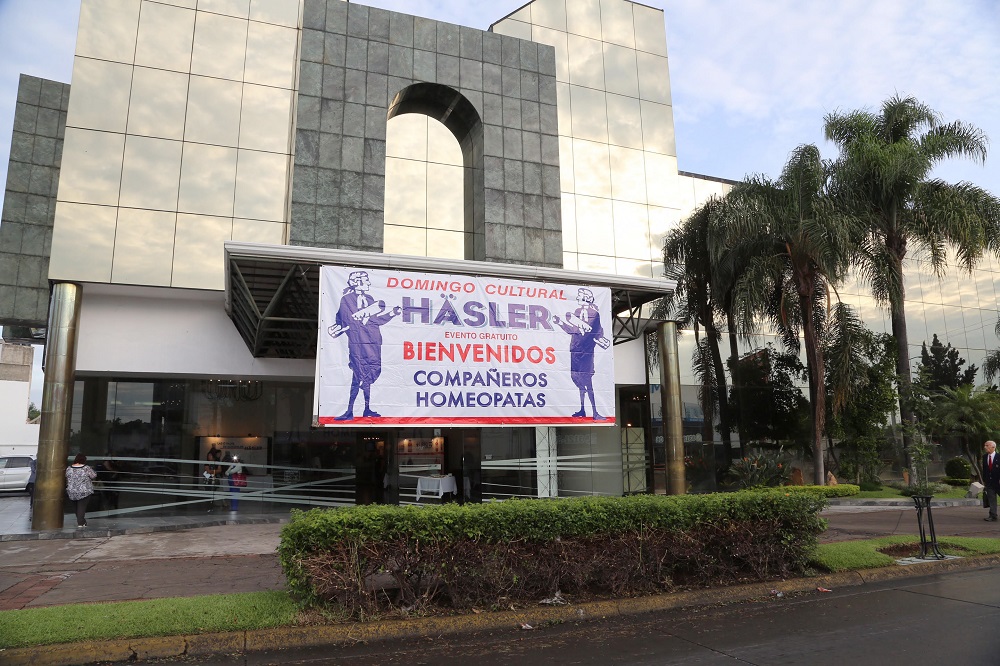 DOMINGO CULTURAL
HÄSLER
EVENTO GRATUITO
BIENVENIDOS
COMPAÑEROS
HOMEOPATAS